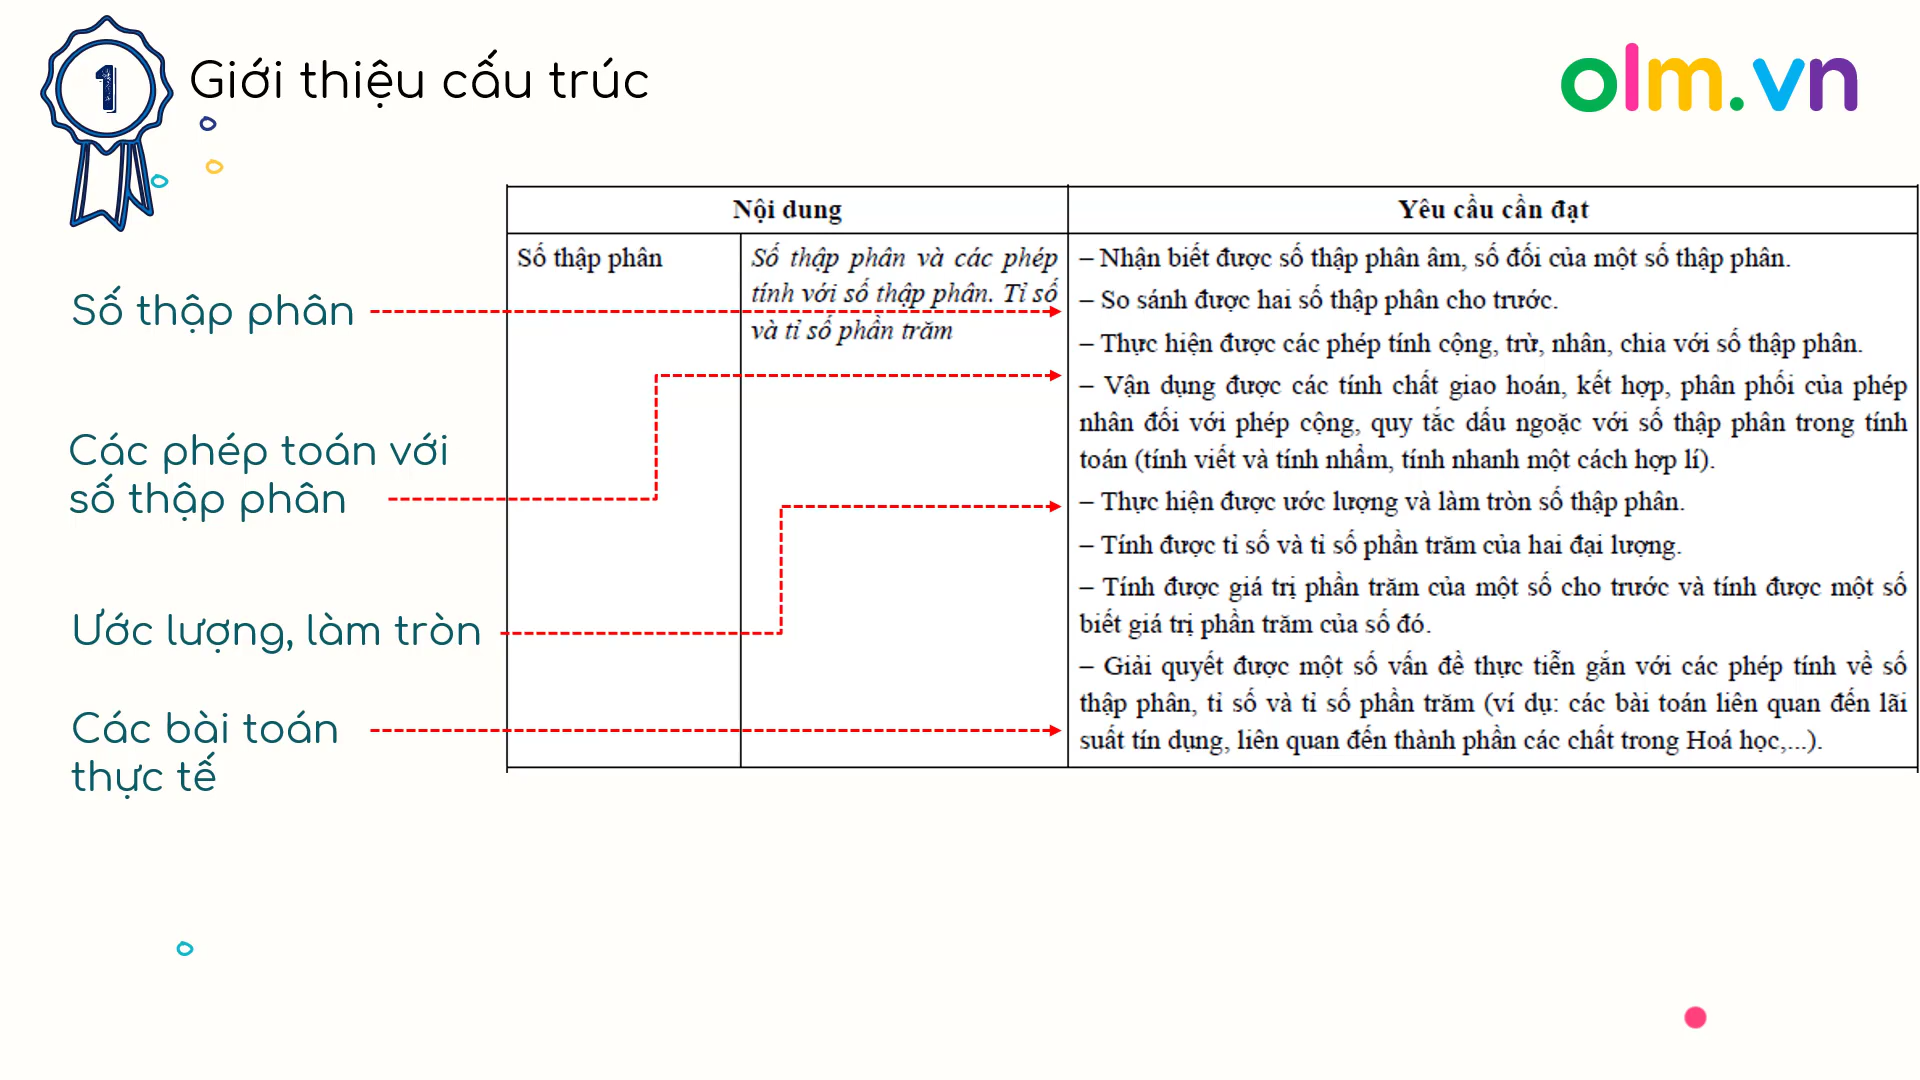 1
Giới thiệu cấu trúc
olm.vn
Số thập phân
Các phép toán với
số thập phân
Ước lượng, làm tròn
Các bài toán
thực tế
Nội dung
Yêu cầu cần đạt
Số thập phân
Số thập phân và các phép
tính với số thập phân. Tỉ số
và tỉ số phần trăm
– Nhận biết được số thập phân âm, số đối của một số thập phân.
– So sánh được hai số thập phân cho trước.
– Thực hiện được các phép tính cộng, trừ, nhân, chia với số thập phân.
– Vận dụng được các tính chất giao hoán, kết hợp, phân phối của phép
nhân đối với phép cộng, quy tắc dấu ngoặc với số thập phân trong tính
toán (tính viết và tính nhẩm, tính nhanh một cách hợp lí).
– Thực hiện được ước lượng và làm tròn số thập phân.
– Tính được tỉ số và tỉ số phần trăm của hai đại lượng.
– Tính được giá trị phần trăm của một số cho trước và tính được một số
biết giá trị phần trăm của số đó.
– Giải quyết được một số vấn đề thực tiễn gắn với các phép tính về số
thập phân, tỉ số và tỉ số phần trăm (ví dụ: các bài toán liên quan đến lãi
suất tín dụng, liên quan đến thành phần các chất trong Hoá học,...).